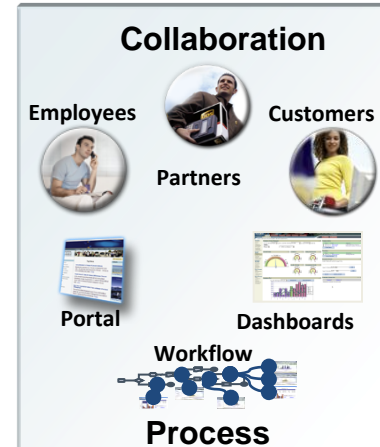 Collaboration
Employees
Customers
Partners
Portal
Dashboards
Workflow
Process